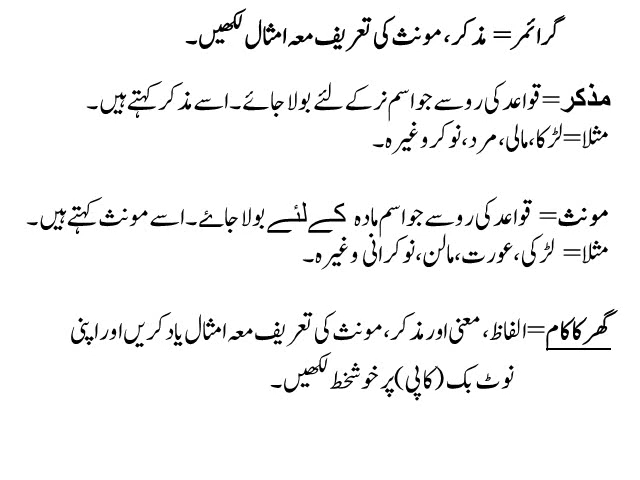 گرائمر= مذکر، مونث کی تعریف معہ امثال لکھیں۔
مذکر=قواعد کی رو سے جو اسم نر کے لئے بولا جائے۔اسے مذکر کہتے ہیں۔
مثلا=لڑکا،مالی،مرد،نوکر وغیرہ۔
مونث= قواعد کی رو سے جو اسم مادہ کے لئے بولا جائے۔اسے مونث کہتے ہیں۔
مثلا= لڑکی،عورت،مالن،نوکرانی وغیرہ۔
گھر کا کام=الفاظ، معنی اور مذکر،مونث کی تعریف معہ امثال یاد کریں اور اپنی
نوٹ بک (کاپی)پر خوشخط لکھیں۔